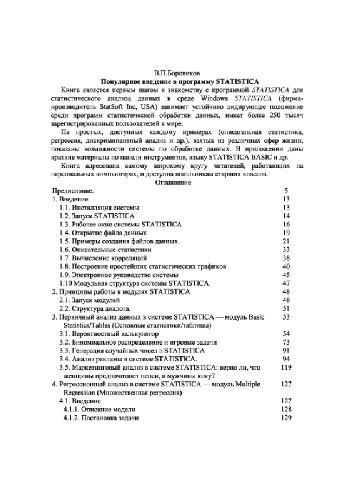 В.П.Боровиков
Популярное введение в программу STATISTICA
Книга является первым шагом к знакомству с программой STATISTICA для
статистического анализа данных в среде Windows STATISTICA (фирма-
производитель StatSoft Inc, USA) занимает устойчиво лидирующее положение
среди программ статистической обработки данных, имеет более 250 тысяч
зарегистрированных пользователей в мире.
На простых, доступных каждому примерах (описательная статистика,
регрессия, дискриминантный анализ и др.), взятых из различных сфер жизни,
показаны возможности системы по обработке данных. В приложении даны
краткие материалы по панели инструментов, языку STATISTICA BASIC и др.
Книга адресована самому широкому кругу читателей, работающих на
персональных компьютерах, и доступна школьникам старших классов.
Оглавление
Предисловие. 5
1. Введение 13
1.1. Инсталляция системы 13
1.2. Запуск STATISTICA 14
1.3. Рабочее окно системы STATISTICA 16
1.4. Открытие файла данных 19
1.5. Примеры создания файлов данных. 21
1.6. Описательные статистики 33
1.7. Вычисление корреляций 38
1.8. Построение простейших статистических графиков 40
1.9. Электронное руководство системы 45
1.10 Модульная структура системы STATISTICA. 47
2. Принципы работы в модулях STATISTICA 48
2.1. Запуск модулей 48
2.2. Структура диалога 51
3. Первичный анализ данных в системе STATISTICA — модуль Basic 53
Statistics/Tables (Основные статистики/таблицы)
3.1. Вероятностный калькулятор 54
3.2. Биномиальное распределение и игровые задачи 73
3.3. Генерация случайных чисел в STATISTICA 91
3.4. Анализ рекламы в системе STATISTICA. 94
3.5. Маркетинговый анализ в системе STATISTICA: верно ли, что 119
женщины предпочитают пепси, а мужчины коку?
4. Регрессионный анализ в системе STATISTICA — модуль Multiple 127
Regression (Множественная регрессия)
4.1. Введение 127
4.1.1. Описание модели 128
4.1.2. Постановка задачи 129